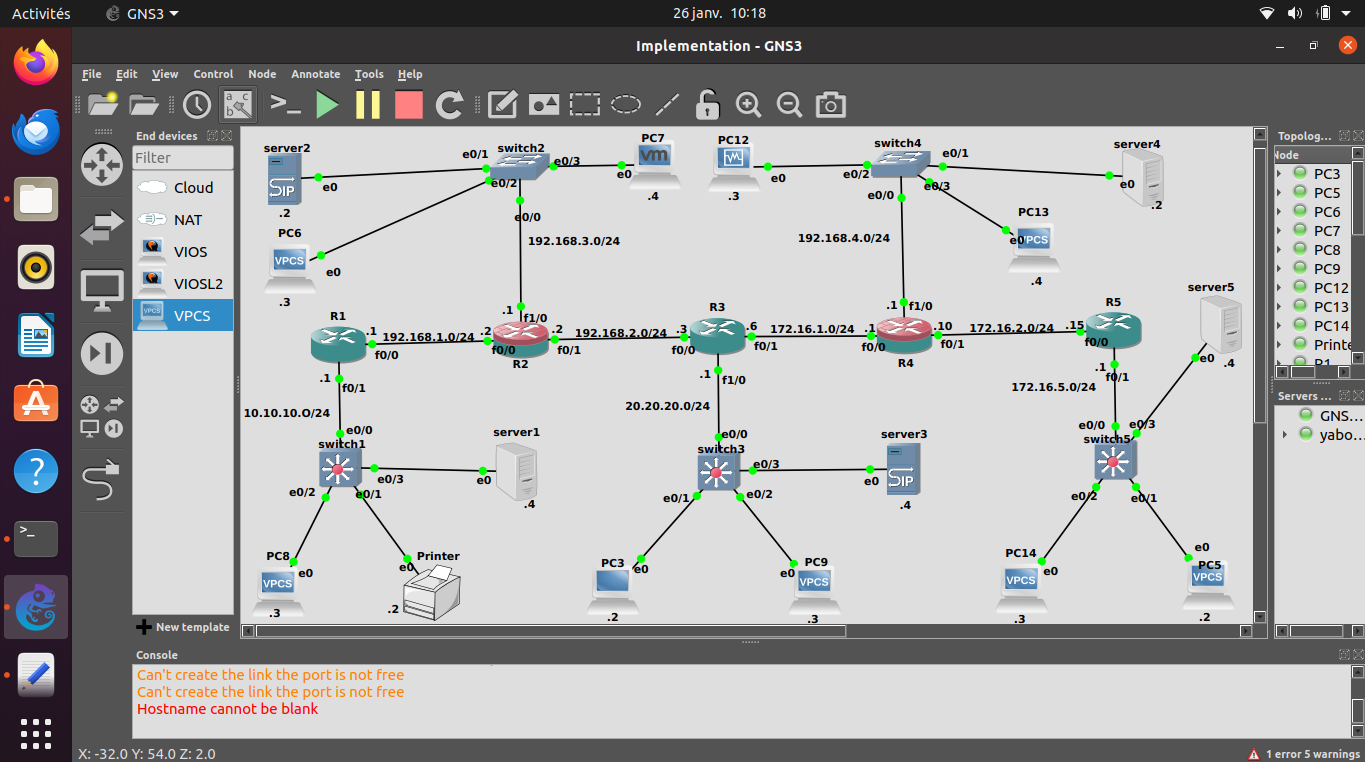 Activités
GNS3
26 janv. 10:18
Implementation - GNS3
File Edit View Control Node Annotate Tools Help
End devices
Filter
Cloud
NAT
VIOS
VIOSL2
VPCS
New template
server2
e0
.2
e0/1
switch2
e0/3
e0/2
e0/0
PC7
e0
.4
PC12
e0
.3
switch4
e0/1
e0/2
e0/3
e0/0
server4
e0
.2
PC6
VPCS
e0
.3
192.168.3.0/24
192.168.4.0/24
PC13
e0
VPCS
.4
server5
e0
.4
R1
.1
f0/0
192.168.1.0/24
.1
f0/1
.1
f1/0
.2
f0/0
R2
.2
f0/1
192.168.2.0/24
R3
.3
f0/0
.6
f0/1
172.16.1.0/24
.1
f1/0
.1
f1/0
.1
f0/0
R4
.10
f0/1
172.16.2.0/24
R5
.15
f0/0
.1
f0/1
172.16.5.0/24
10.10.10.O/24
20.20.20.0/24
e0/0
switch1
e0/3
e0/2
e0/1
server1
e0
.4
e0/0
switch3
e0/3
e0/1
e0/2
server3
SIP
e0
.4
e0/0
e0/3
switch5
e0/2
e0/1
PC8
e0
VPCS
.3
Printer
e0
.2
PC3
e0
.2
PC9
e0
VPCS
.3
PC14
e0
VPCS
.3
e0
PC5
VPCS
.2
Topolog...
Node
PC3
PC5
PC6
PC7
PC8
PC9
PC12
PC13
PC14
Printe
R1
Servers ...
GNS...
yabo...
Console
Can't create the link the port is not free
Can't create the link the port is not free
Hostname cannot be blank
X: -32.0 Y: 54.0 Z: 2.0
1 error 5 warnings